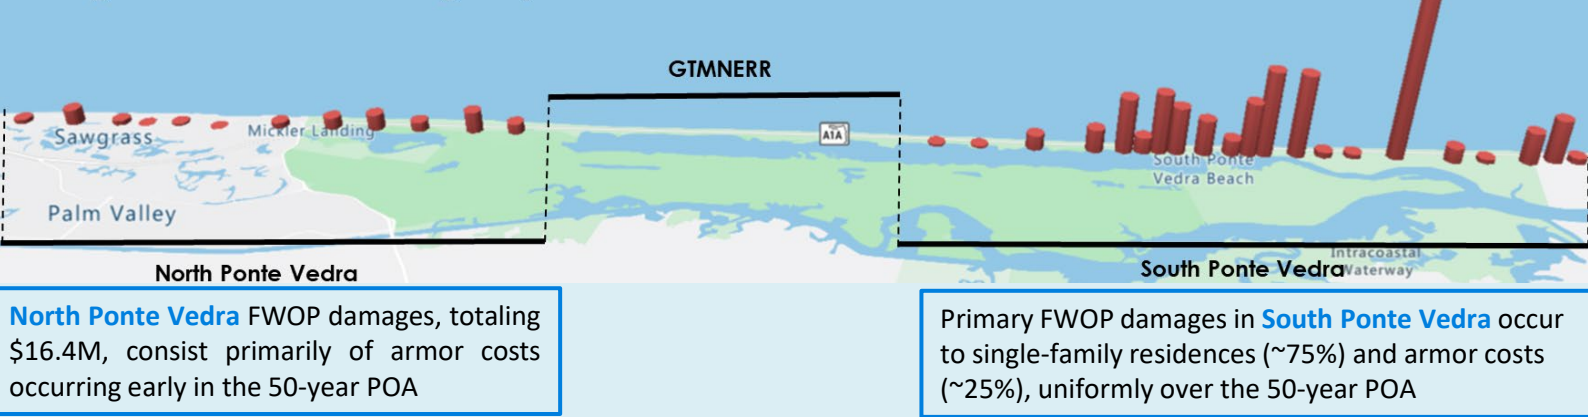 GTMNERR
A1A
Sawgrass
Mickler Landing
South Ponte
Vedra Beach
Palm Valley
Intracoastal
Waterway
North Ponte Vedra
South Ponte Vedra
North Ponte Vedra FWOP damages, totaling
$16.4M, consist primarily of armor costs
occurring early in the 50-year POA
Primary FWOP damages in South Ponte Vedra occur
to single-family residences (~75%) and armor costs
(~25%), uniformly over the 50-year POA